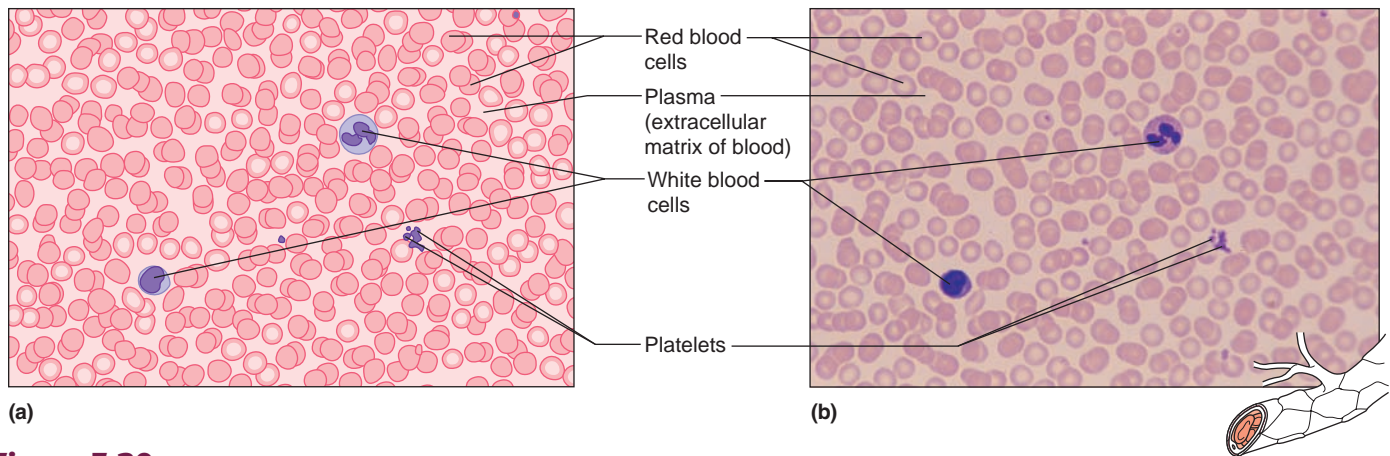 Red blood
cells
Plasma
(extracellular
matrix of blood)
White blood
cells
Platelets
(a)
(b)